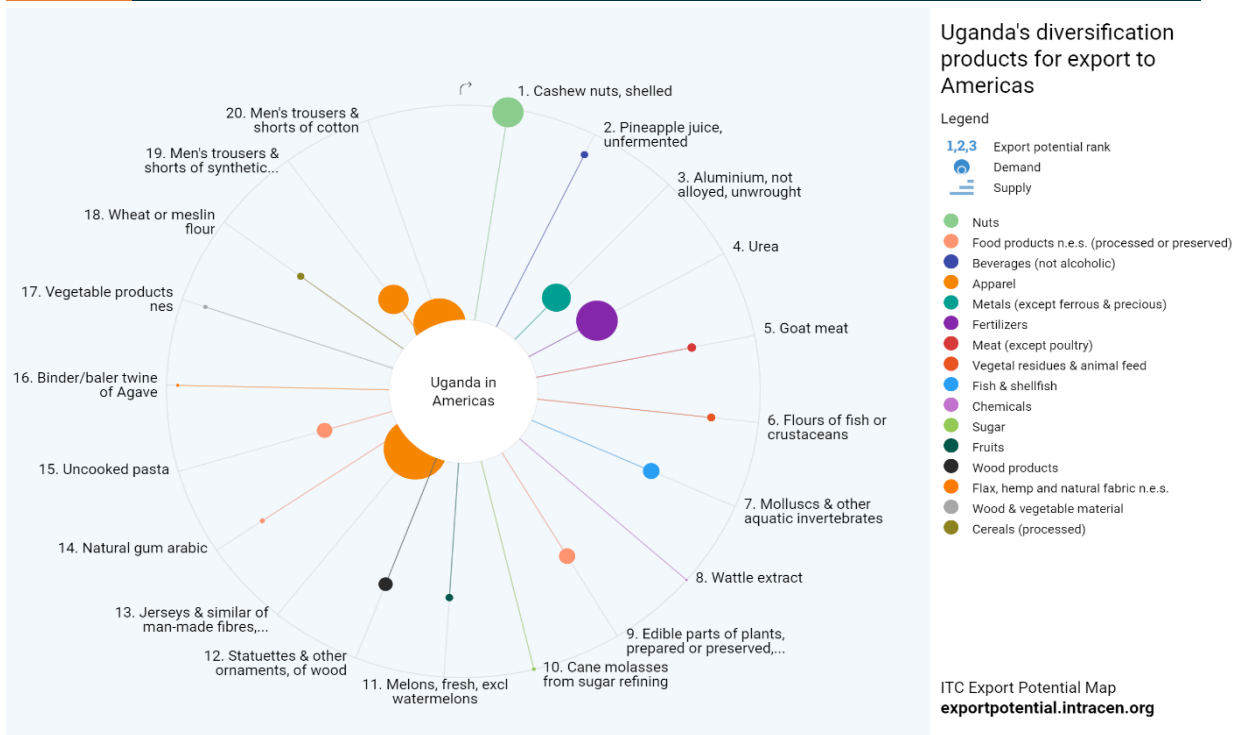 Uganda's diversification
products for export to
Americas
Legend
1,2,3 Export potential rank
Demand
Supply
Nuts
Food products n.e.s. (processed or preserved)
Beverages (not alcoholic)
Apparel
Metals (except ferrous & precious)
Fertilizers
Meat (except poultry)
Vegetal residues & animal feed
Fish & shellfish
Chemicals
Sugar
Fruits
Wood products
Flax, hemp and natural fabric n.e.s.
Wood & vegetable material
Cereals (processed)
ITC Export Potential Map
exportpotential.intracen.org
Uganda in
Americas
1. Cashew nuts, shelled
2. Pineapple juice,
unfermented
3. Aluminium, not
alloyed, unwrought
4. Urea
5. Goat meat
6. Flours of fish or
crustaceans
7. Molluscs & other
aquatic invertebrates
8. Wattle extract
9. Edible parts of plants,
prepared or preserved,...
10. Cane molasses
from sugar refining
11. Melons, fresh, excl
watermelons
12. Statuettes & other
ornaments, of wood
13. Jerseys & similar of
man-made fibres,...
14. Natural gum arabic
15. Uncooked pasta
16. Binder/baler twine
of Agave
17. Vegetable products
nes
18. Wheat or meslin
flour
19. Men's trousers &
shorts of synthetic...
20. Men's trousers &
shorts of cotton